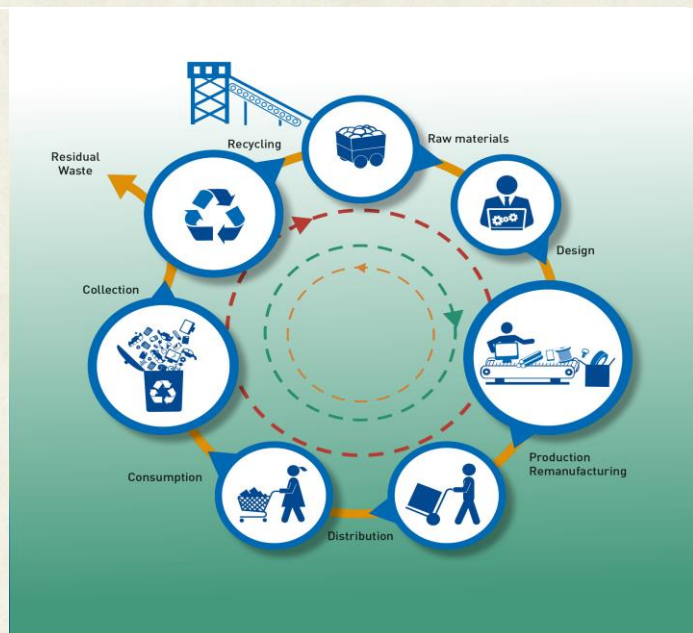 Recycling
Raw materials
Residual
Waste
Design
Collection
Production
Remanufacturing
Consumption
Distribution